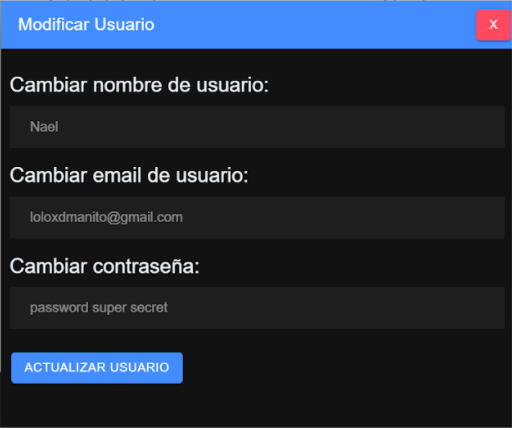 Modificar Usuario
X
Cambiar nombre de usuario:
Nael
Cambiar email de usuario:
loloxdmanito@gmail.com
Cambiar contraseña:
password super secret
ACTUALIZAR USUARIO